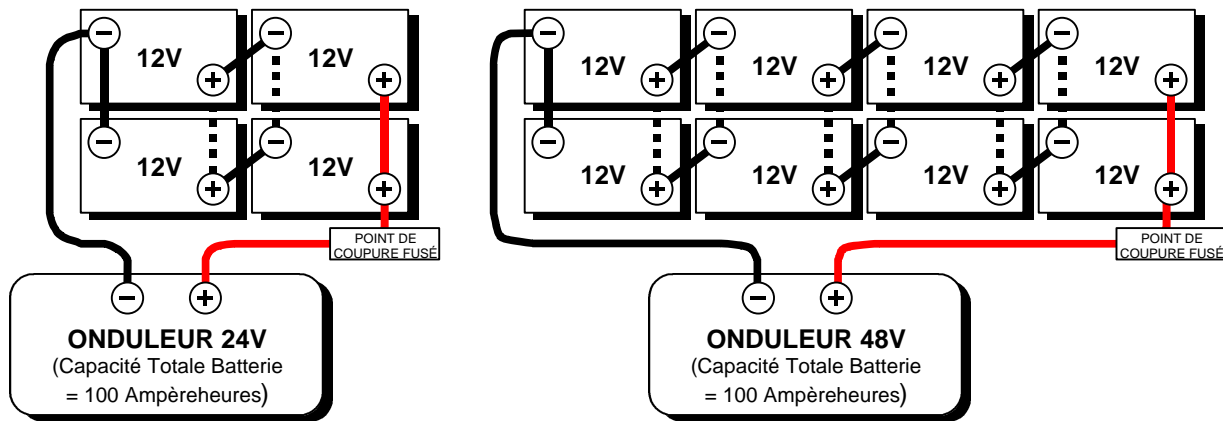 12V 12V
12V 12V
POINT DE
COUPURE FUSÉ
ONDULEUR 24V
(Capacité Totale Batterie
= 100 Ampèreheures)
12V 12V 12V 12V
12V 12V 12V 12V
POINT DE
COUPURE FUSÉ
ONDULEUR 48V
(Capacité Totale Batterie
= 100 Ampèreheures)